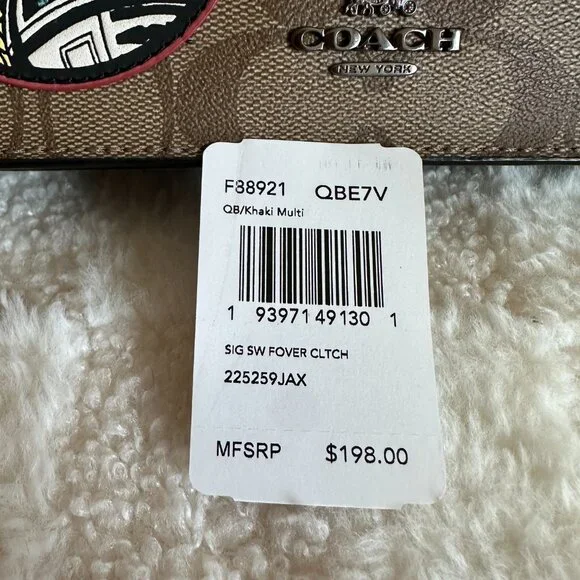 COACH
NEW YORK
F88921 QBE7V
QB/Khaki Multi
1 93971 49130 1
SIG SW FOVER CLTCH
225259JAX
MFSRP $198.00